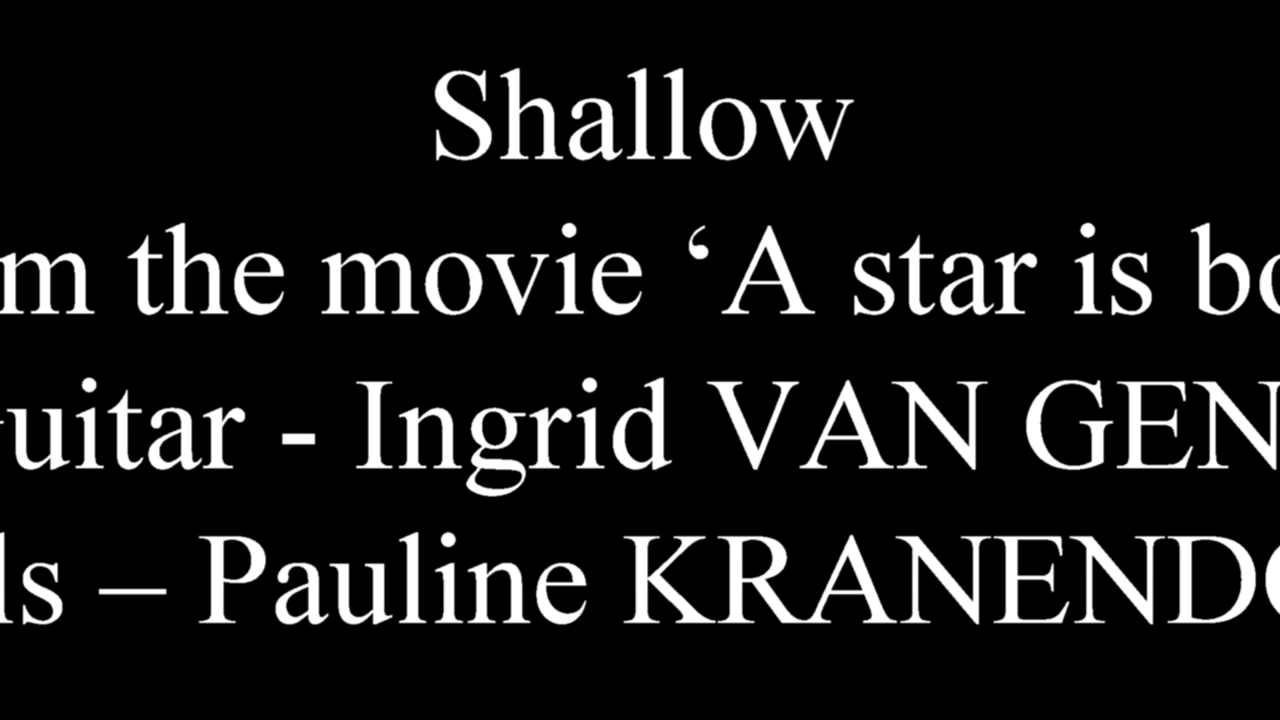 Shallow
m the movie ‘A star is bo
uitar - Ingrid VAN GEN
ls – Pauline KRANENDO